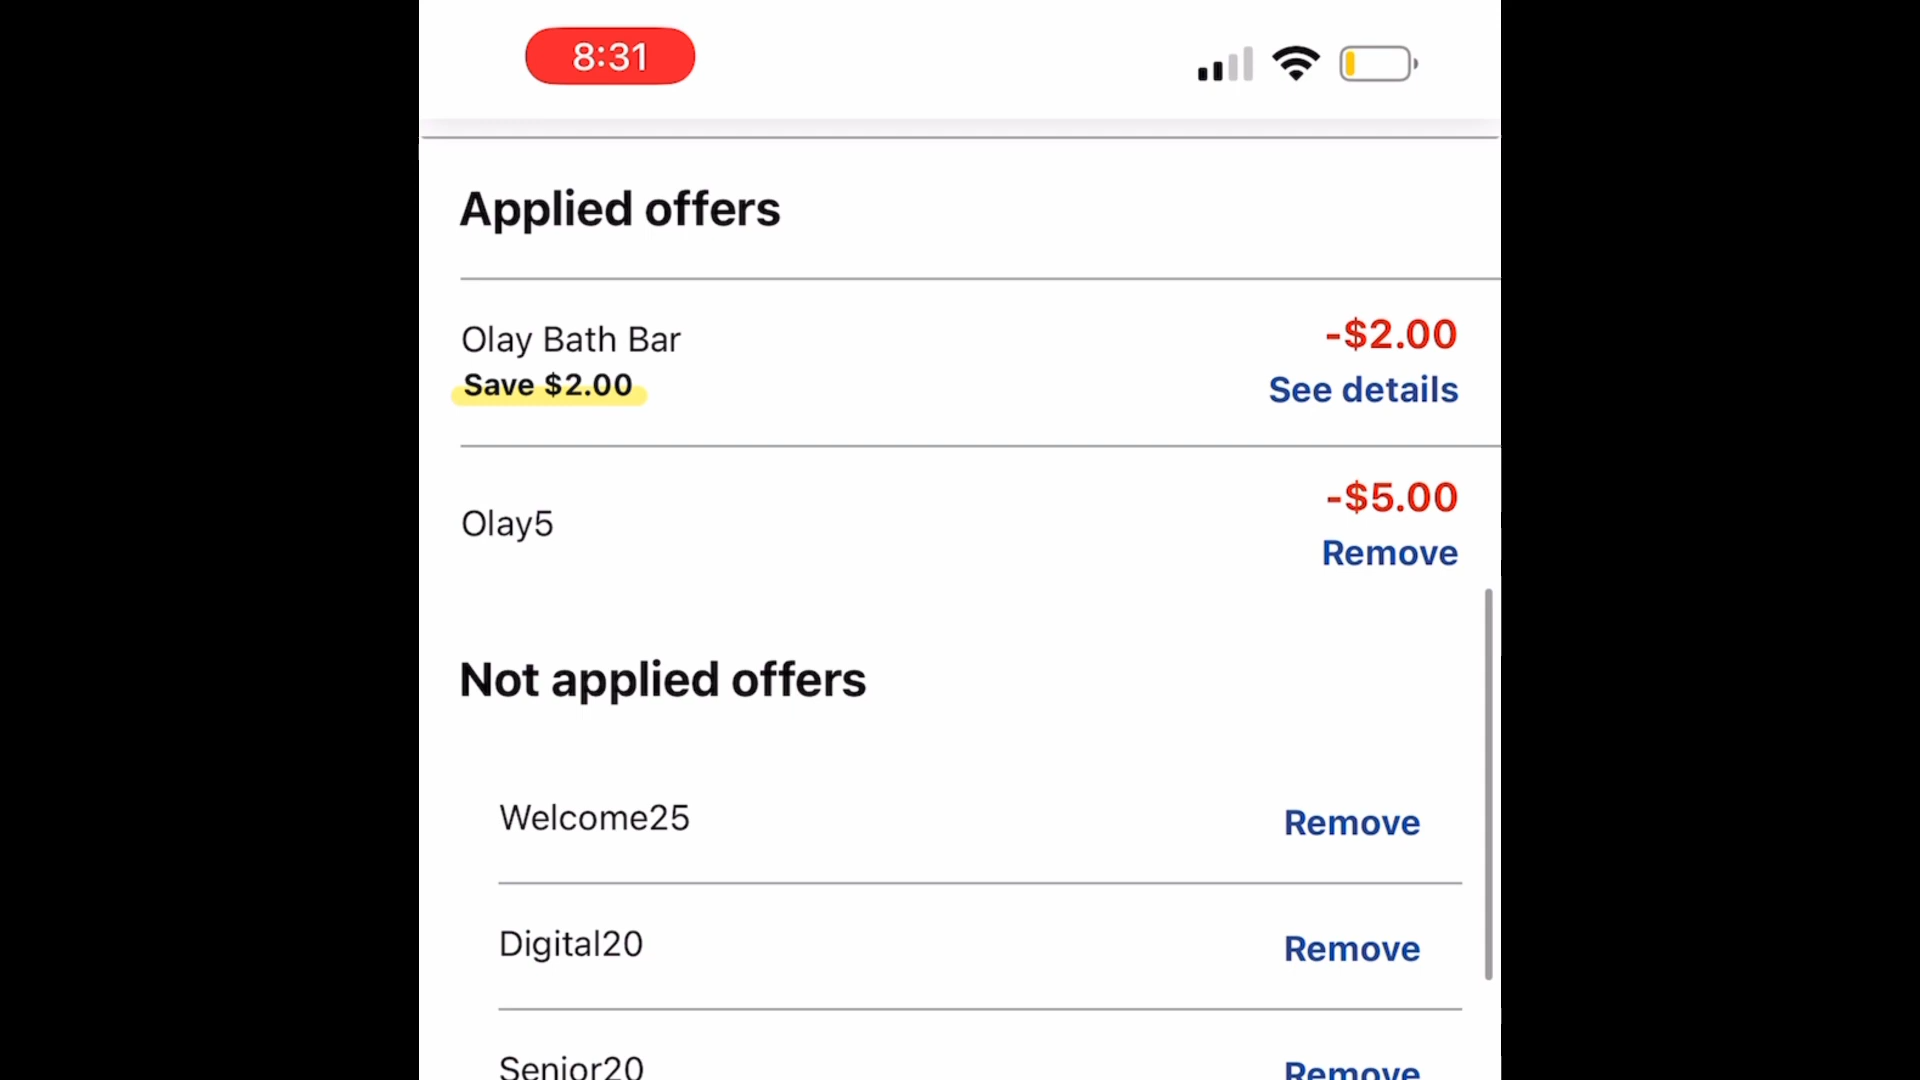 8:31
Applied offers
Olay Bath Bar
-$2.00
Save $2.00
See details
Olay5
-$5.00
Remove
Not applied offers
Welcome25
Remove
Digital20
Remove
Senior20
Remove